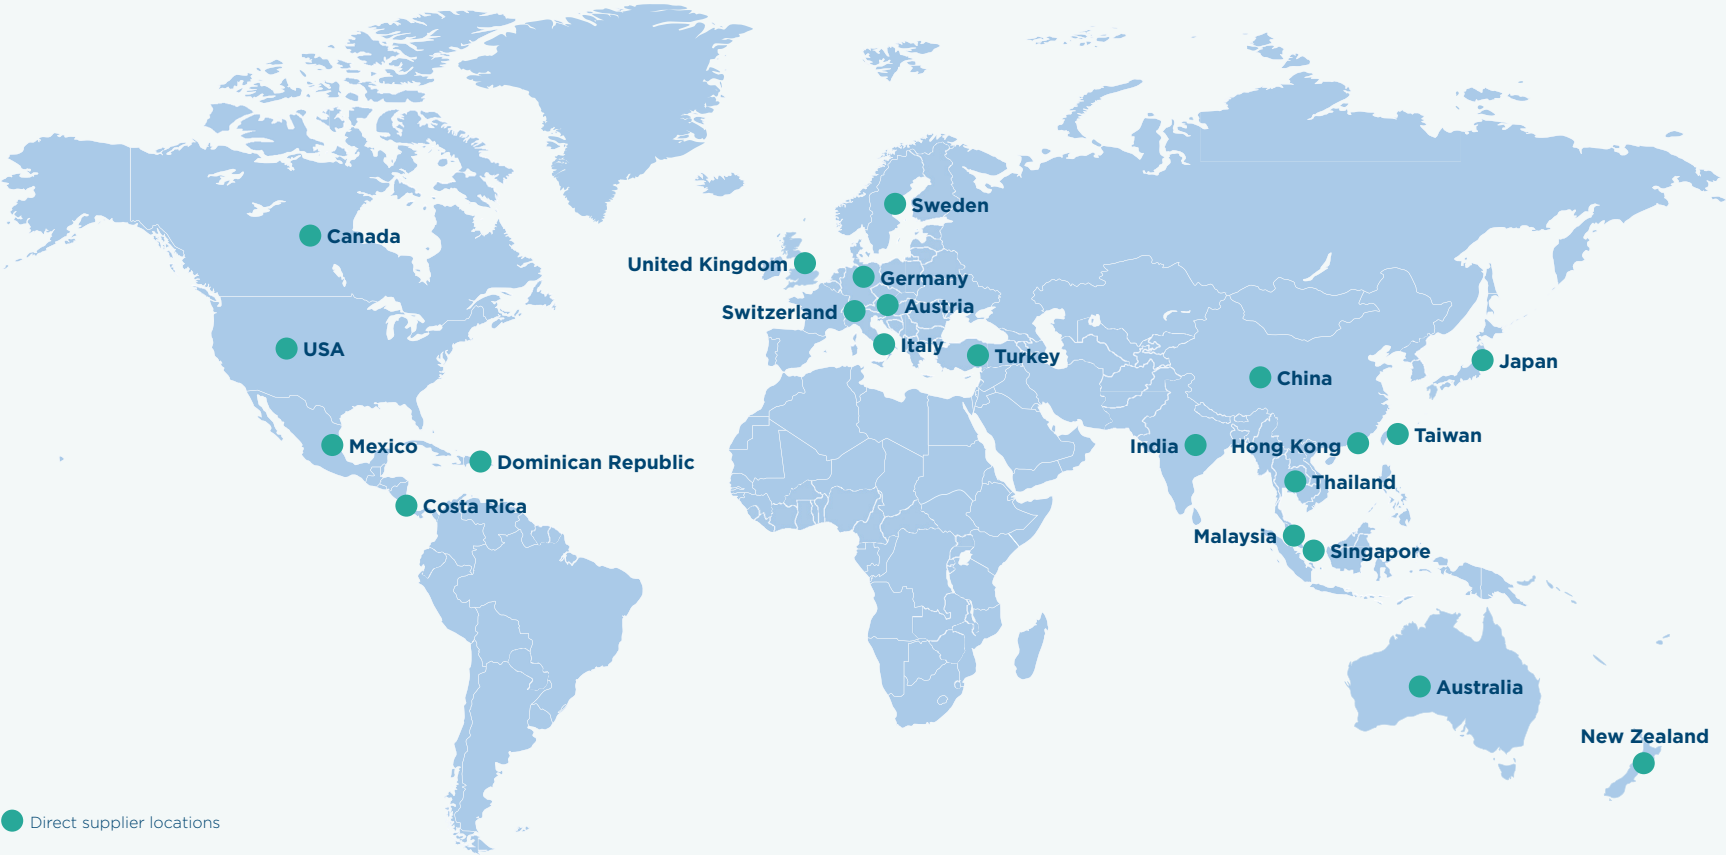 Sweden
Canada
United Kingdom
Germany
Switzerland
Austria
USA
Italy
Turkey
Japan
China
Mexico
Dominican Republic
India
Hong Kong
Taiwan
Thailand
Costa Rica
Malaysia
Singapore
Australia
New Zealand
Direct supplier locations